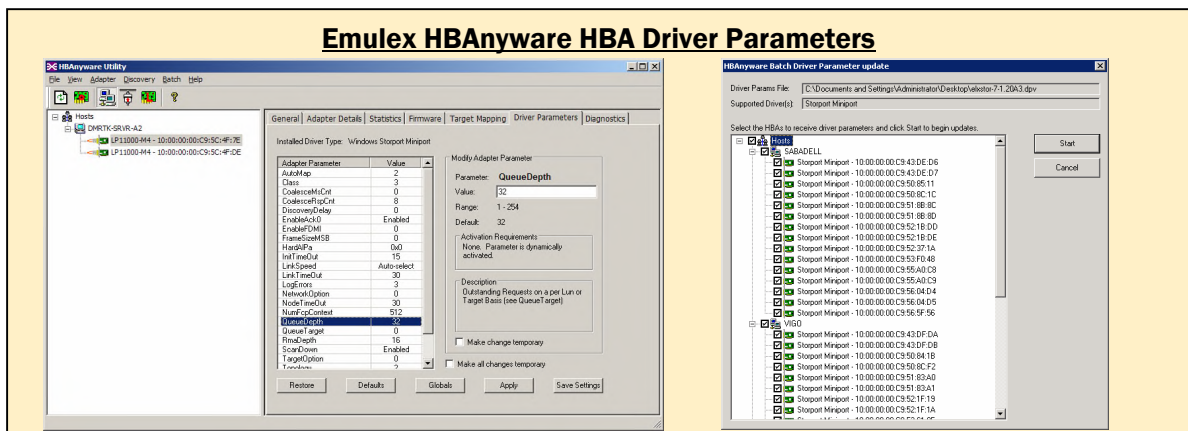 Emulex HBAnyware HBA Driver Parameters
HBAnyware Utility
File View Adapter Discovery Batch Help
Hosts
DMRTK-SRVR-A2
LP11000-M4 - 10:00:00:00:C9:5C:4F:7E
LP11000-M4 - 10:00:00:00:C9:5C:4F:DE
General Adapter Details Statistics Firmware Target Mapping Driver Parameters Diagnostics
Installed Driver Type: Windows Storport Miniport
Adapter Parameter Value
AutoMap 2
Class 3
CoalesceMsCnt 0
CoalesceRspCnt 8
DiscoveryDelay 0
EnableAck0 Enabled
EnableFDMI 0
FrameSizeMSB 0
HardAlPa 0x0
InitTimeOut 15
LinkSpeed Auto-select
LinkTimeOut 30
LogErrors 3
NetworkOption 0
NodeTimeOut 30
NumFcpContext 512
QueueDepth 32
QueueTarget 0
RmaDepth 16
ScanDown Enabled
TargetOption 0
Topology 2
Modify Adapter Parameter
Parameter: QueueDepth
Value: 32
Range: 1 - 254
Default: 32
Activation Requirements
None. Parameter is dynamically
activated.
Description
Outstanding Requests on a per Lun or
Target Basis (see QueueTarget)
Make change temporary
Make all changes temporary
Restore Defaults Globals Apply Save Settings
HBAnyware Batch Driver Parameter update
Driver Params File: C:\Documents and Settings\Administrator\Desktop\elxstor-7-1.20A3.dpv
Supported Driver(s): Storport Miniport
Select the HBAs to receive driver parameters and click Start to begin updates.
Hosts
SABADELL
Storport Miniport - 10:00:00:00:C9:43:DE:D6
Storport Miniport - 10:00:00:00:C9:43:DE:D7
Storport Miniport - 10:00:00:00:C9:50:85:11
Storport Miniport - 10:00:00:00:C9:50:8C:1C
Storport Miniport - 10:00:00:00:C9:51:8B:8C
Storport Miniport - 10:00:00:00:C9:51:8B:8D
Storport Miniport - 10:00:00:00:C9:52:1B:DD
Storport Miniport - 10:00:00:00:C9:52:1B:DE
Storport Miniport - 10:00:00:00:C9:52:37:1A
Storport Miniport - 10:00:00:00:C9:53:F0:48
Storport Miniport - 10:00:00:00:C9:55:A0:C8
Storport Miniport - 10:00:00:00:C9:55:A0:C9
Storport Miniport - 10:00:00:00:C9:56:04:D4
Storport Miniport - 10:00:00:00:C9:56:04:D5
Storport Miniport - 10:00:00:00:C9:56:5F:56
VIGO
Storport Miniport - 10:00:00:00:C9:43:DF:DA
Storport Miniport - 10:00:00:00:C9:43:DF:DB
Storport Miniport - 10:00:00:00:C9:50:84:1B
Storport Miniport - 10:00:00:00:C9:50:8C:F2
Storport Miniport - 10:00:00:00:C9:51:83:A0
Storport Miniport - 10:00:00:00:C9:51:83:A1
Storport Miniport - 10:00:00:00:C9:52:1F:19
Storport Miniport - 10:00:00:00:C9:52:1F:1A
Start
Cancel